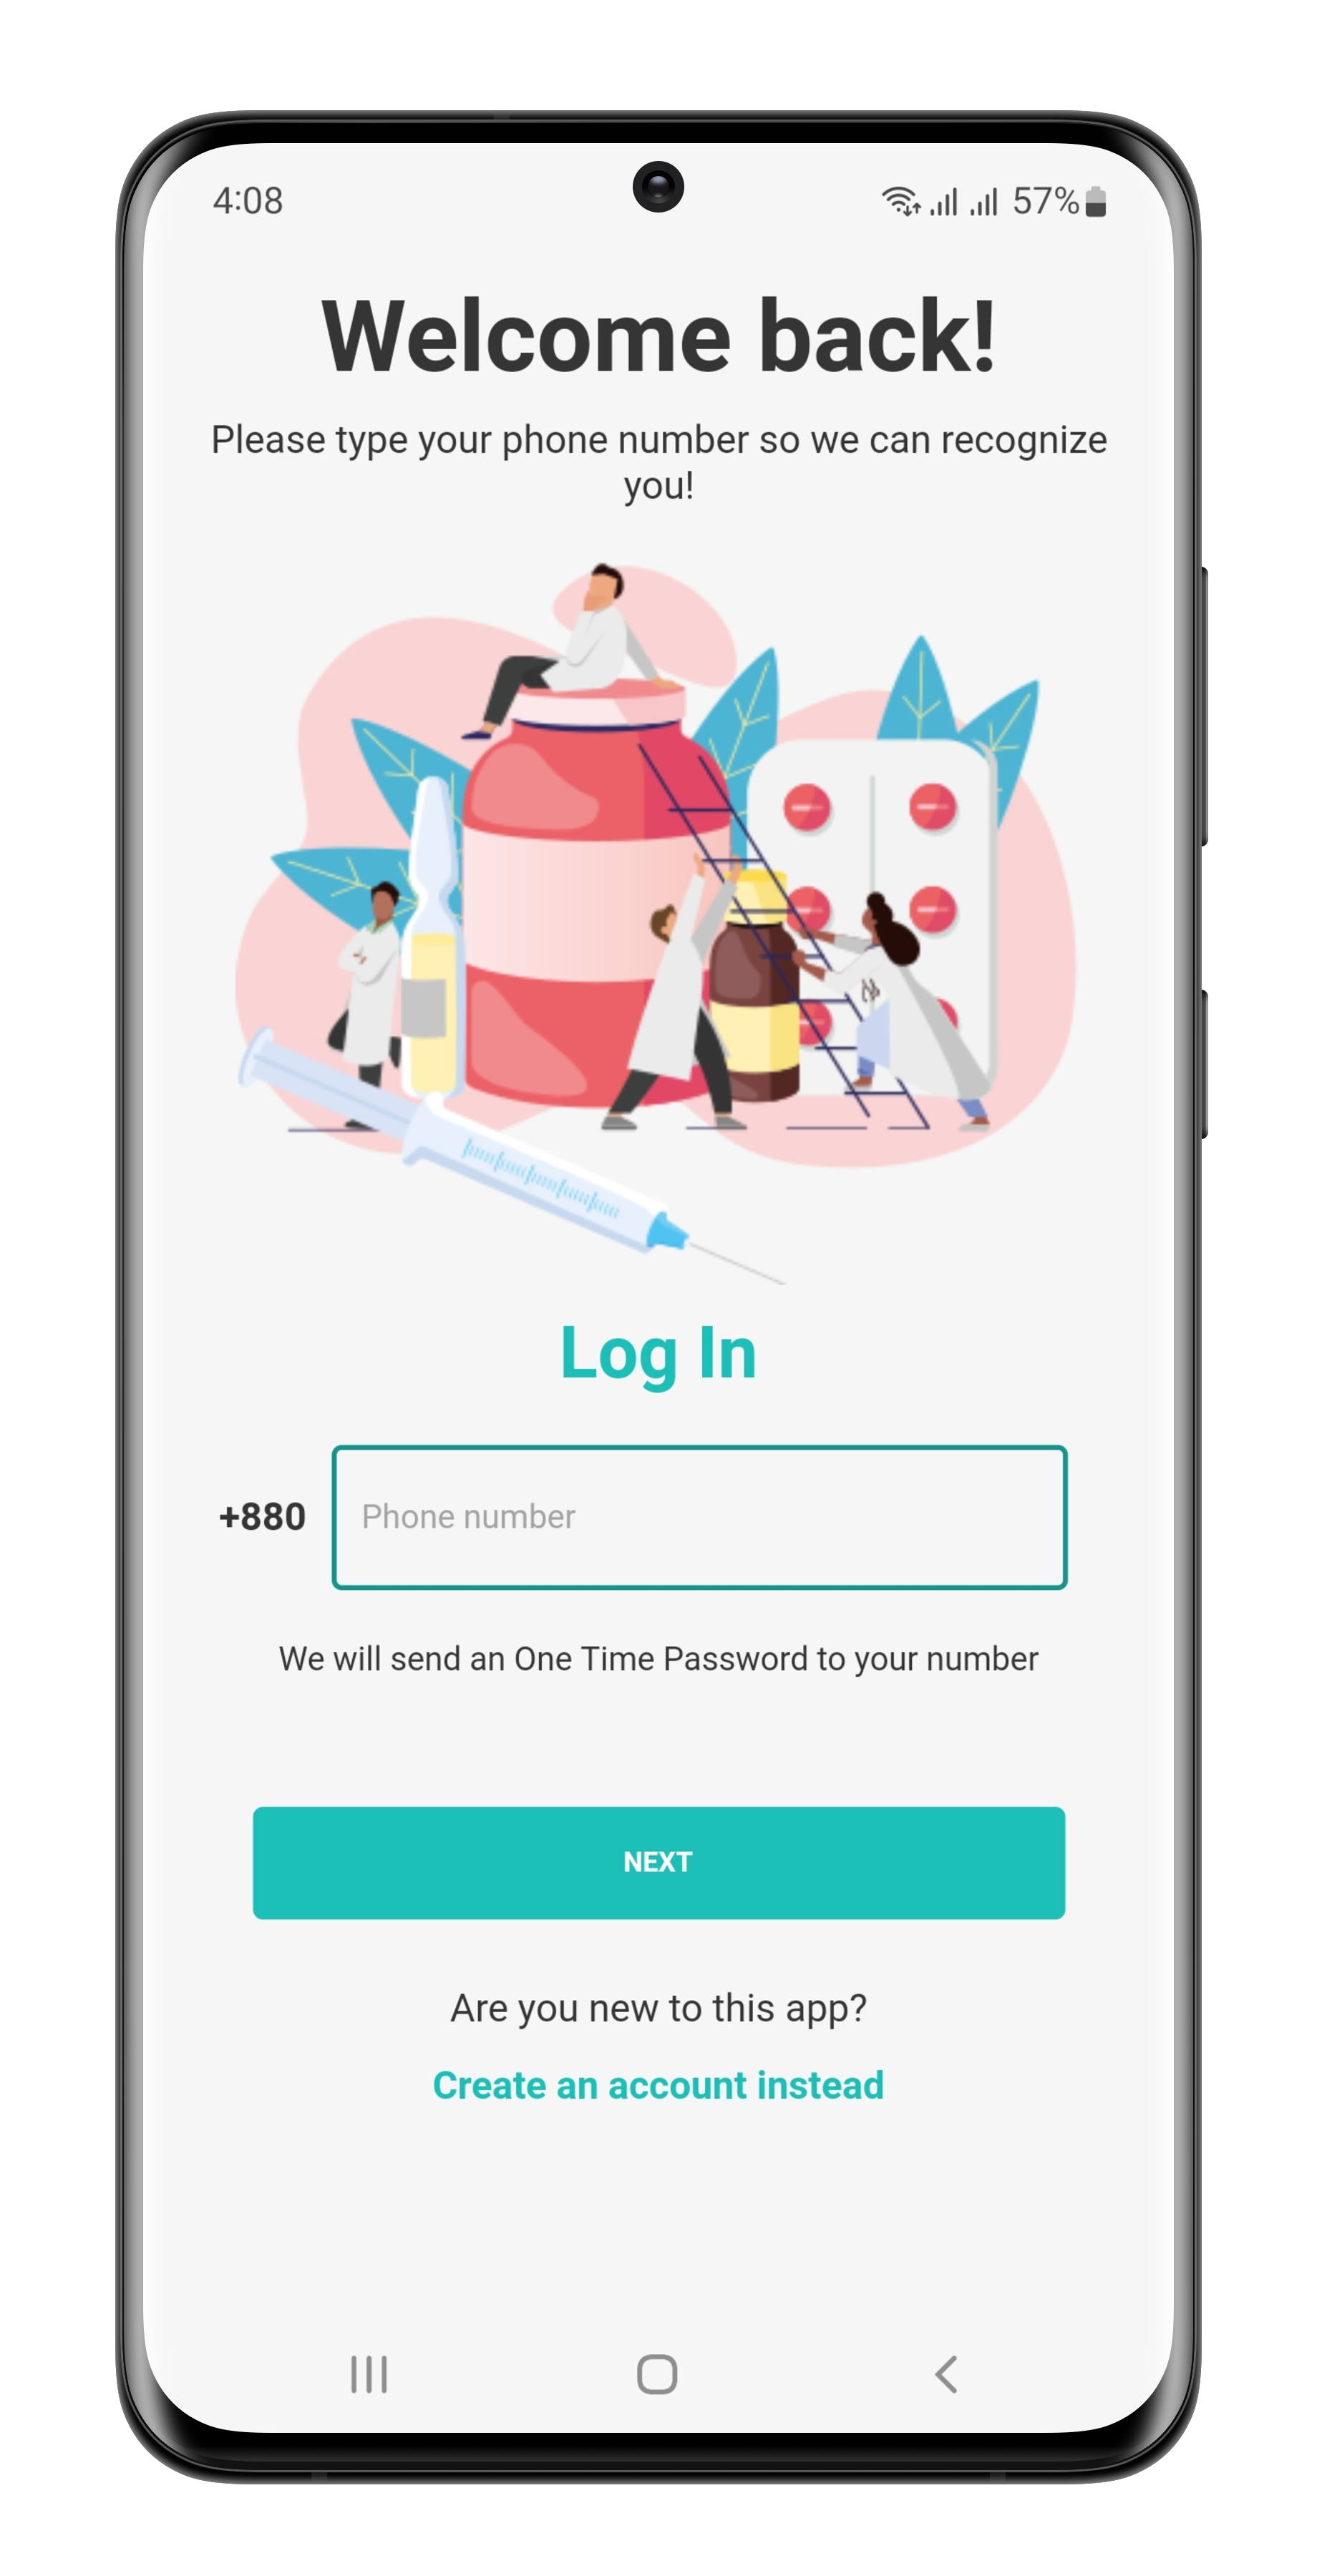 4:08
57%
Welcome back!
Please type your phone number so we can recognize
you!
Log In
+880
Phone number
We will send an One Time Password to your number
NEXT
Are you new to this app?
Create an account instead